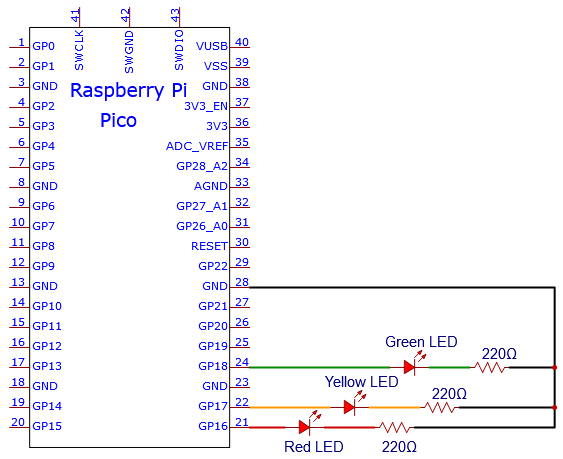 41 42 43
SWCLK SWGND SWDIO
1 GP0 VUSB 40
2 GP1 VSS 39
3 GND GND 38
Raspberry Pi
4 GP2 3V3_EN 37
Pico
5 GP3 3V3 36
6 GP4 ADC_VREF 35
7 GP5 GP28_A2 34
8 GND AGND 33
9 GP6 GP27_A1 32
10 GP7 GP26_A0 31
11 GP8 RESET 30
12 GP9 GP22 29
13 GND GND 28
14 GP10 GP21 27
15 GP11 GP20 26
16 GP12 GP19 25
Green LED
220Ω
17 GP13 GP18 24
18 GND GND 23
Yellow LED
220Ω
19 GP14 GP17 22
20 GP15 GP16 21
Red LED 220Ω